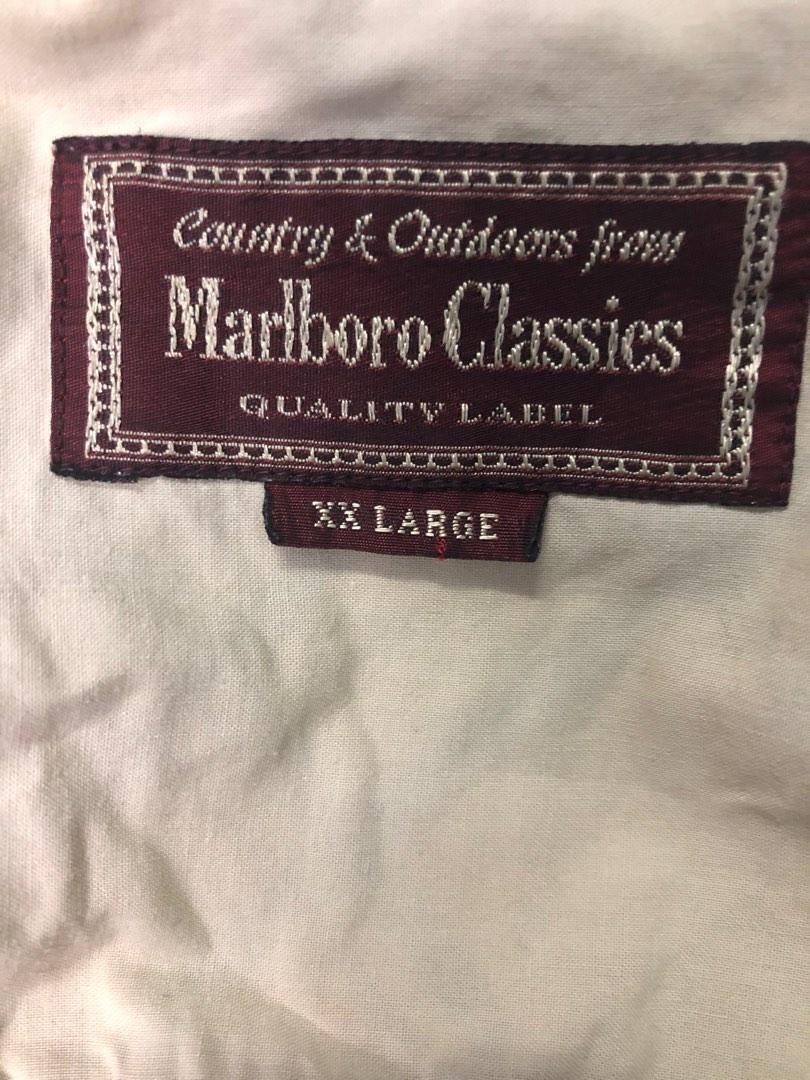 Country & Outdoors from
Marlboro Classics
QUALITY LABEL
XX LARGE